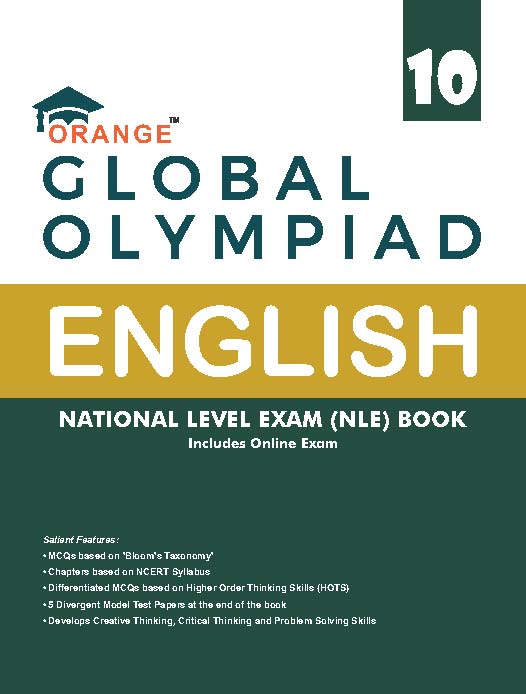 10
ORANGE™
GLOBAL
OLYMPIAD
ENGLISH
NATIONAL LEVEL EXAM (NLE) BOOK
Includes Online Exam
Salient Features:
• MCQs based on 'Bloom's Taxonomy'
• Chapters based on NCERT Syllabus
• Differentiated MCQs based on Higher Order Thinking Skills (HOTS)
• 5 Divergent Model Test Papers at the end of the book
• Develops Creative Thinking, Critical Thinking and Problem Solving Skills